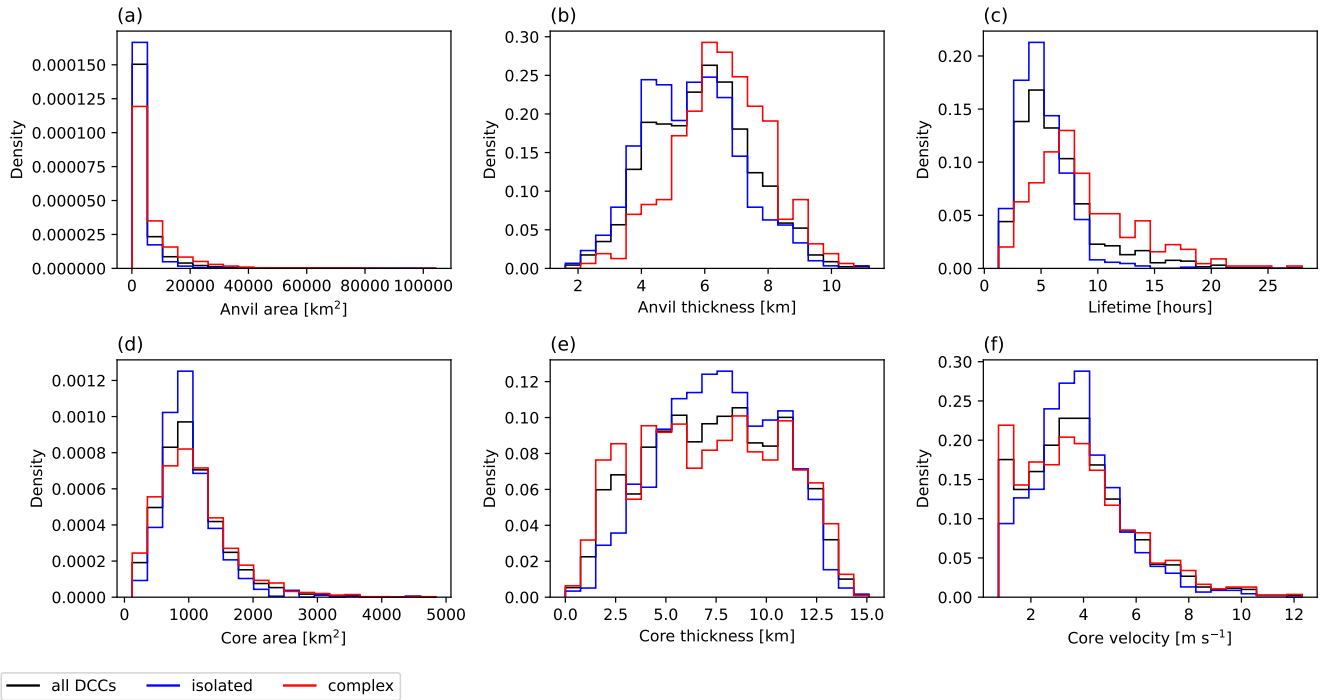 (a)
0.000150
0.000125
0.000100
0.000075
0.000050
0.000025
0.000000
Density
0 20000 40000 60000 80000 100000
Anvil area [km²]
(b)
0.30
0.25
0.20
0.15
0.10
0.05
0.00
Density
2 4 6 8 10
Anvil thickness [km]
(c)
0.20
0.15
0.10
0.05
0.00
Density
0 5 10 15 20 25
Lifetime [hours]
(d)
0.0012
0.0010
0.0008
0.0006
0.0004
0.0002
0.0000
Density
0 1000 2000 3000 4000 5000
Core area [km²]
(e)
0.12
0.10
0.08
0.06
0.04
0.02
0.00
Density
0.0 2.5 5.0 7.5 10.0 12.5 15.0
Core thickness [km]
(f)
0.30
0.25
0.20
0.15
0.10
0.05
0.00
Density
2 4 6 8 10 12
Core velocity [m s⁻¹]
all DCCs isolated complex